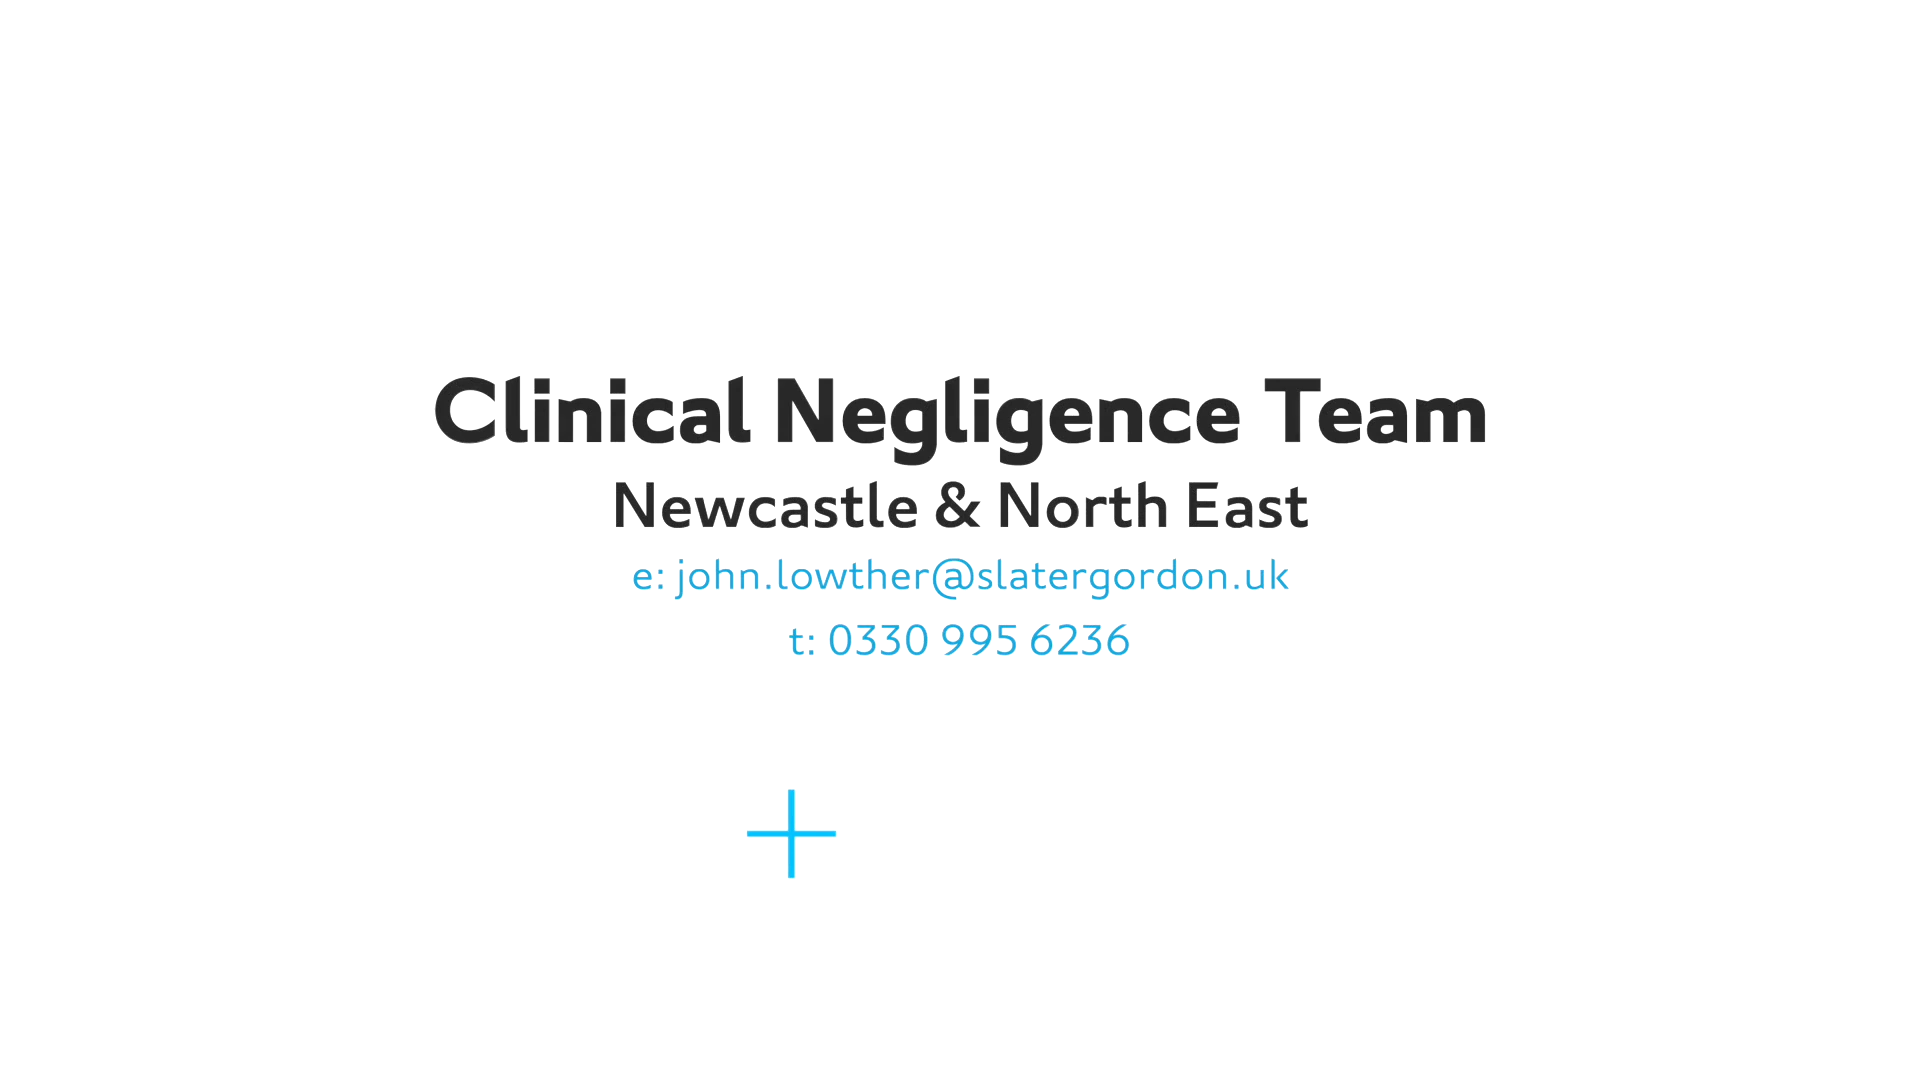 Clinical Negligence Team
Newcastle & North East
e: john.lowther@slatergordon.uk
t: 0330 995 6236